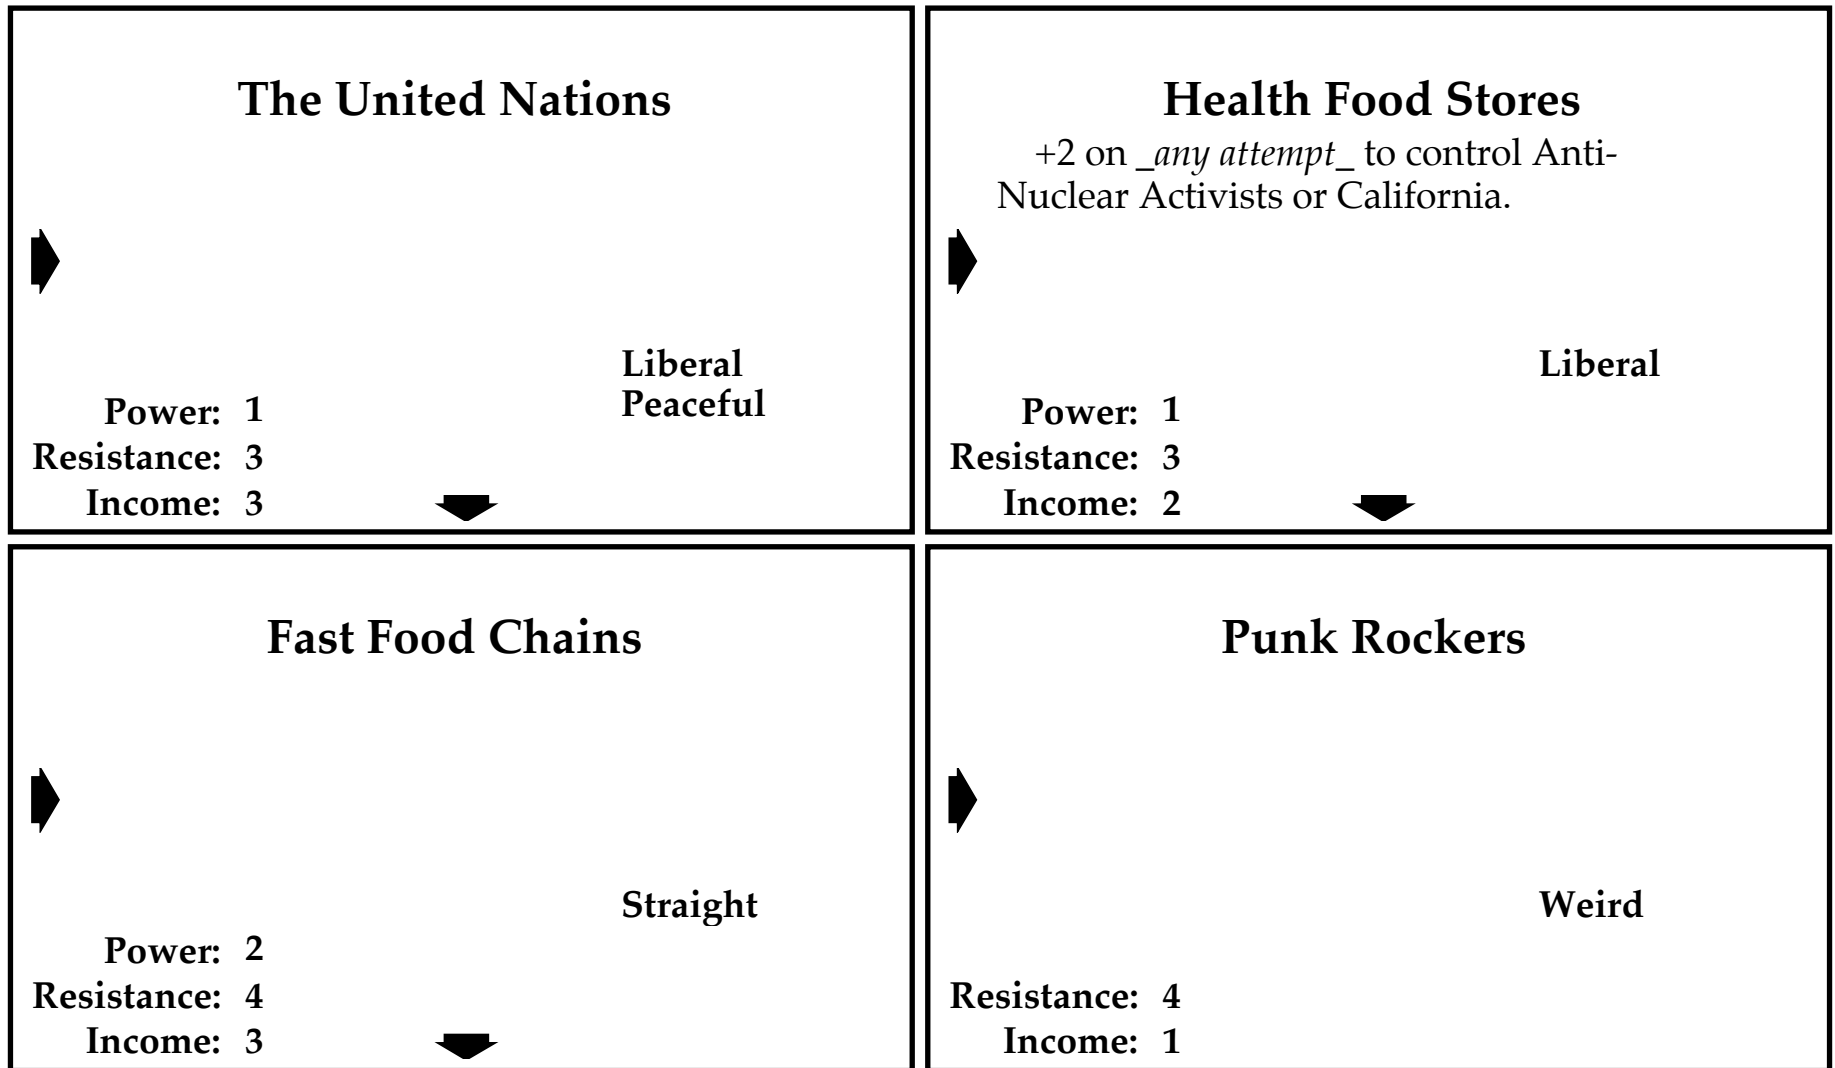 The United Nations
Liberal
Peaceful
Power: 1
Resistance: 3
Income: 3
Health Food Stores
+2 on _any attempt_ to control Anti-
Nuclear Activists or California.
Liberal
Power: 1
Resistance: 3
Income: 2
Fast Food Chains
Straight
Power: 2
Resistance: 4
Income: 3
Punk Rockers
Weird
Resistance: 4
Income: 1